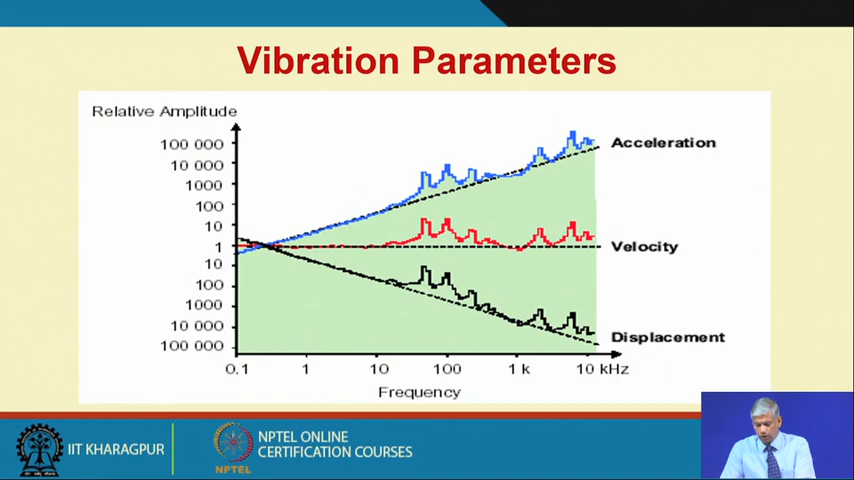 Vibration Parameters
Relative Amplitude
100 000
10 000
1000
100
10
1
10
100
1000
10 000
100 000
Acceleration
Velocity
Displacement
0.1 1 10 100 1 k 10 kHz
Frequency
IIT KHARAGPUR
NPTEL
NPTEL ONLINE
CERTIFICATION COURSES